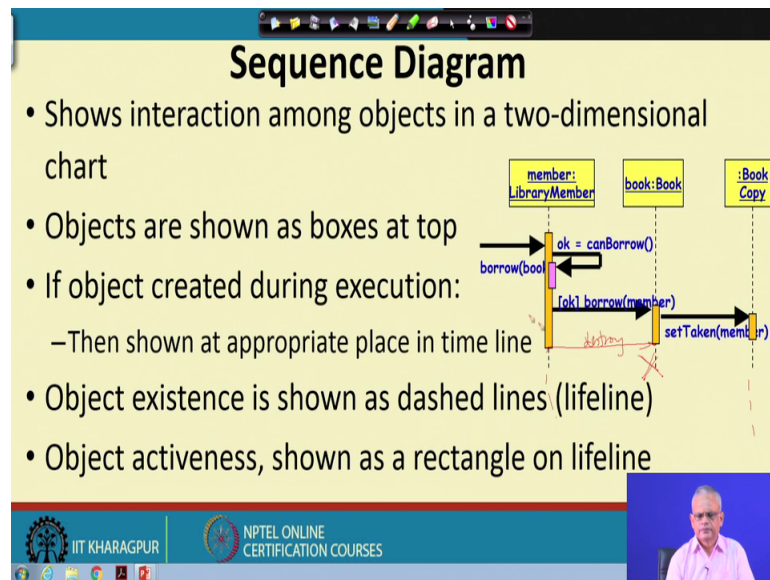 Sequence Diagram
• Shows interaction among objects in a two-dimensional
chart
• Objects are shown as boxes at top
• If object created during execution:
–Then shown at appropriate place in time line
• Object existence is shown as dashed lines (lifeline)
• Object activeness, shown as a rectangle on lifeline
member:
LibraryMember
book:Book
:Book
Copy
ok = canBorrow()
borrow(book
[ok] borrow(member)
setTaken(member)
destroy
IIT KHARAGPUR
NPTEL ONLINE
CERTIFICATION COURSES